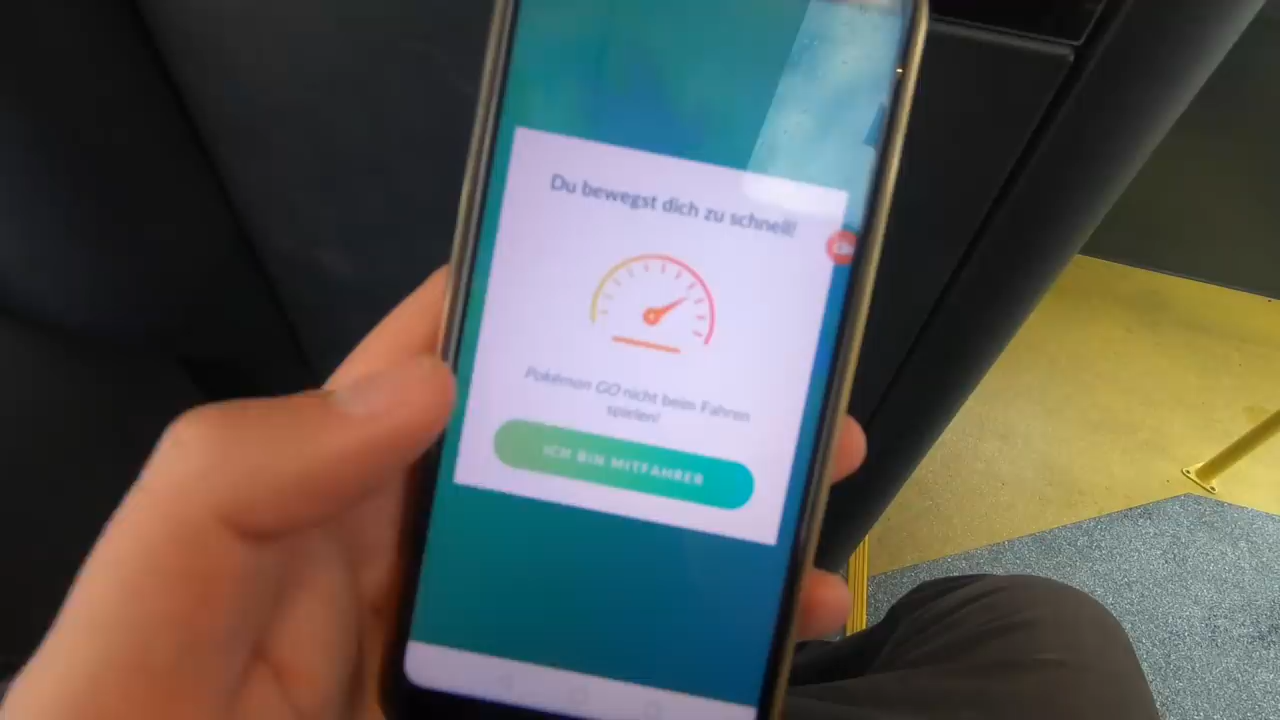 Du bewegst dich zu schnell!
Pokémon GO nicht beim Fahren
spielen!
ICH BIN MITFAHRER